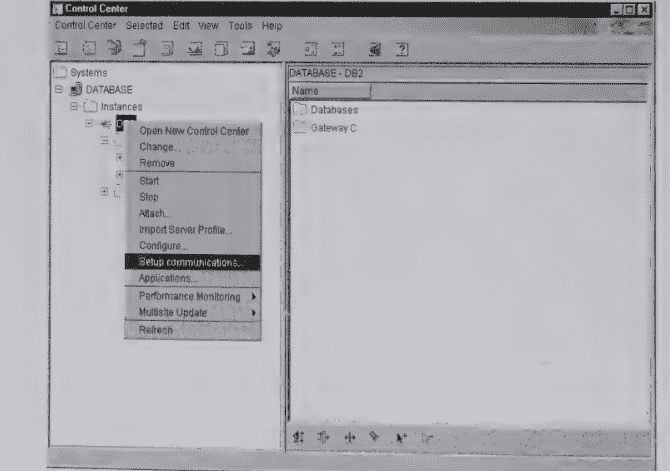 Control Center
Control Center Selected Edit View Tools Help
Systems
DATABASE
Instances
Open New Control Center
Change...
Remove
Start
Stop
Attach...
Import Server Profile...
Configure...
Setup communications...
Applications...
Performance Monitoring
Multisite Update
Refresh
DATABASE - DB2
Name
Databases
Gateway C